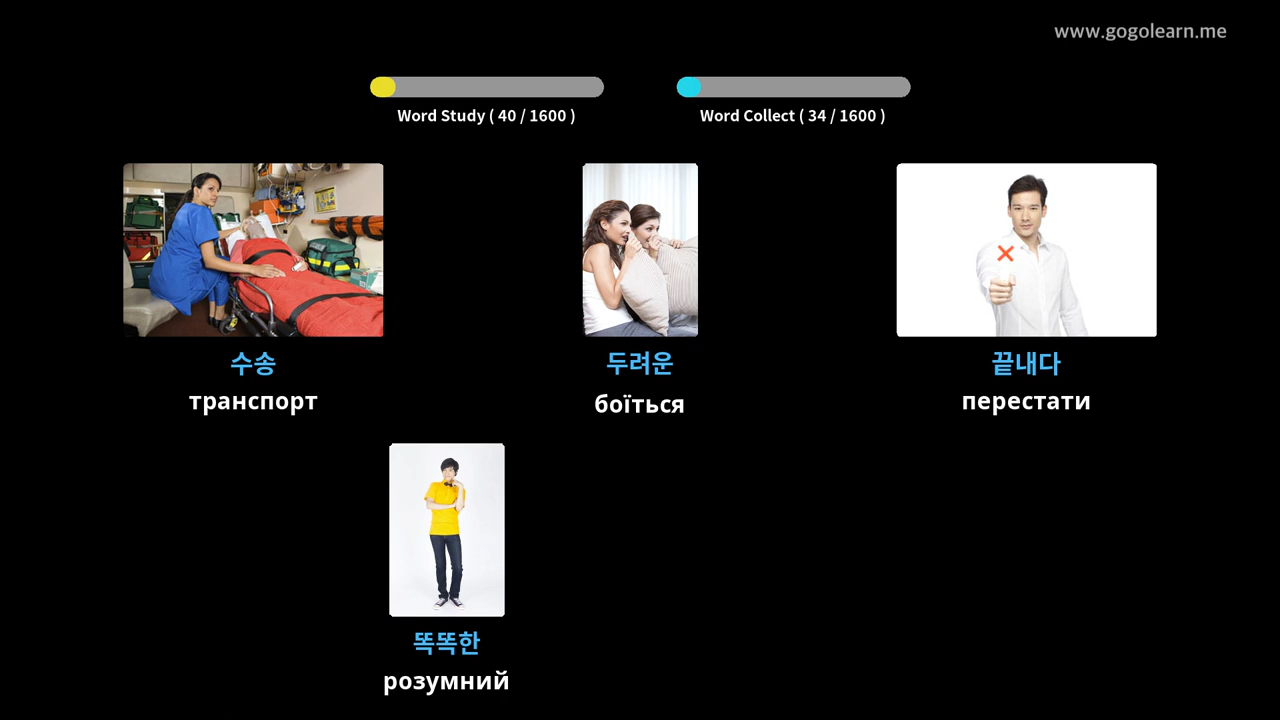 www.gogolearn.me
Word Study ( 40 / 1600 )
Word Collect ( 34 / 1600 )
수송
транспорт
두려운
боїться
끝내다
перестати
똑똑한
розумний